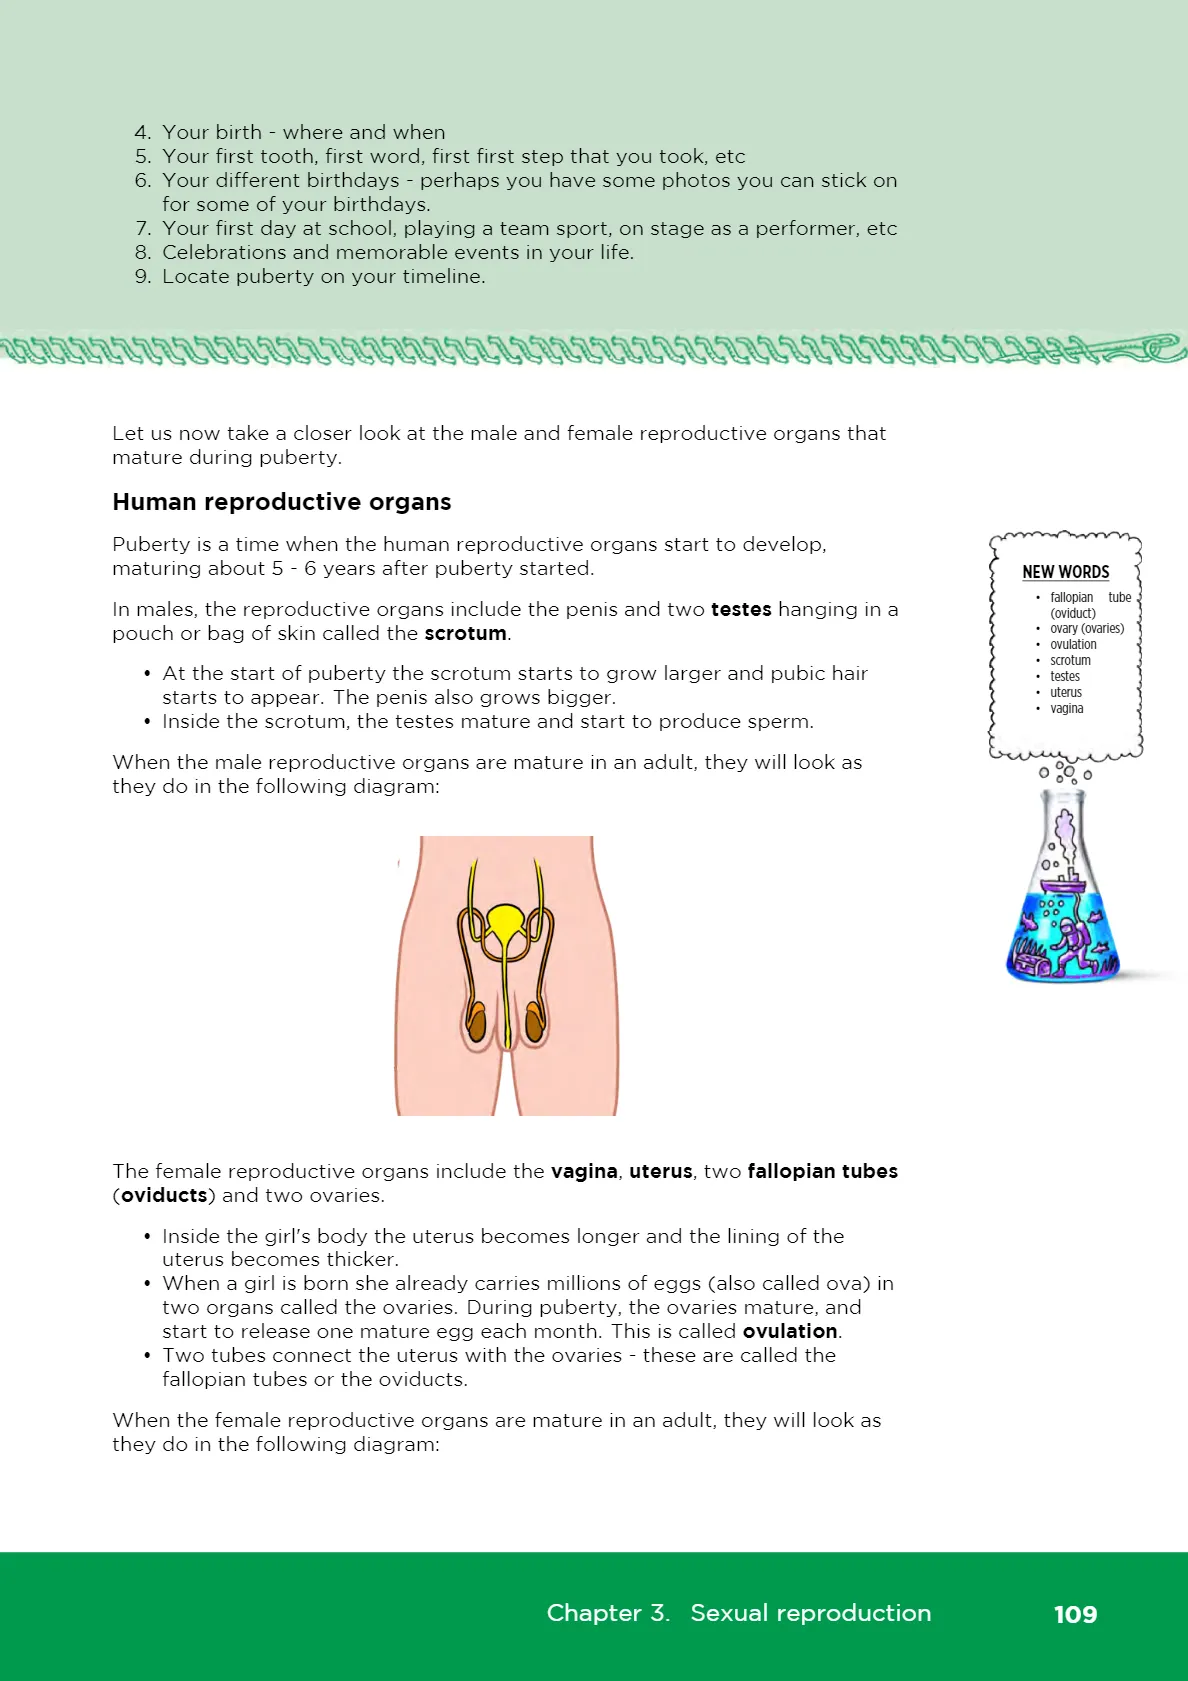 4. Your birth - where and when
5. Your first tooth, first word, first first step that you took, etc
6. Your different birthdays - perhaps you have some photos you can stick on
for some of your birthdays.
7. Your first day at school, playing a team sport, on stage as a performer, etc
8. Celebrations and memorable events in your life.
9. Locate puberty on your timeline.
Let us now take a closer look at the male and female reproductive organs that
mature during puberty.
Human reproductive organs
Puberty is a time when the human reproductive organs start to develop,
maturing about 5 - 6 years after puberty started.
In males, the reproductive organs include the penis and two testes hanging in a
pouch or bag of skin called the scrotum.
• At the start of puberty the scrotum starts to grow larger and pubic hair
starts to appear. The penis also grows bigger.
• Inside the scrotum, the testes mature and start to produce sperm.
When the male reproductive organs are mature in an adult, they will look as
they do in the following diagram:
NEW WORDS
• fallopian tube
(oviduct)
• ovary (ovaries)
• ovulation
• scrotum
• testes
• uterus
• vagina
The female reproductive organs include the vagina, uterus, two fallopian tubes
(oviducts) and two ovaries.
• Inside the girl's body the uterus becomes longer and the lining of the
uterus becomes thicker.
• When a girl is born she already carries millions of eggs (also called ova) in
two organs called the ovaries. During puberty, the ovaries mature, and
start to release one mature egg each month. This is called ovulation.
• Two tubes connect the uterus with the ovaries - these are called the
fallopian tubes or the oviducts.
When the female reproductive organs are mature in an adult, they will look as
they do in the following diagram:
Chapter 3. Sexual reproduction 109